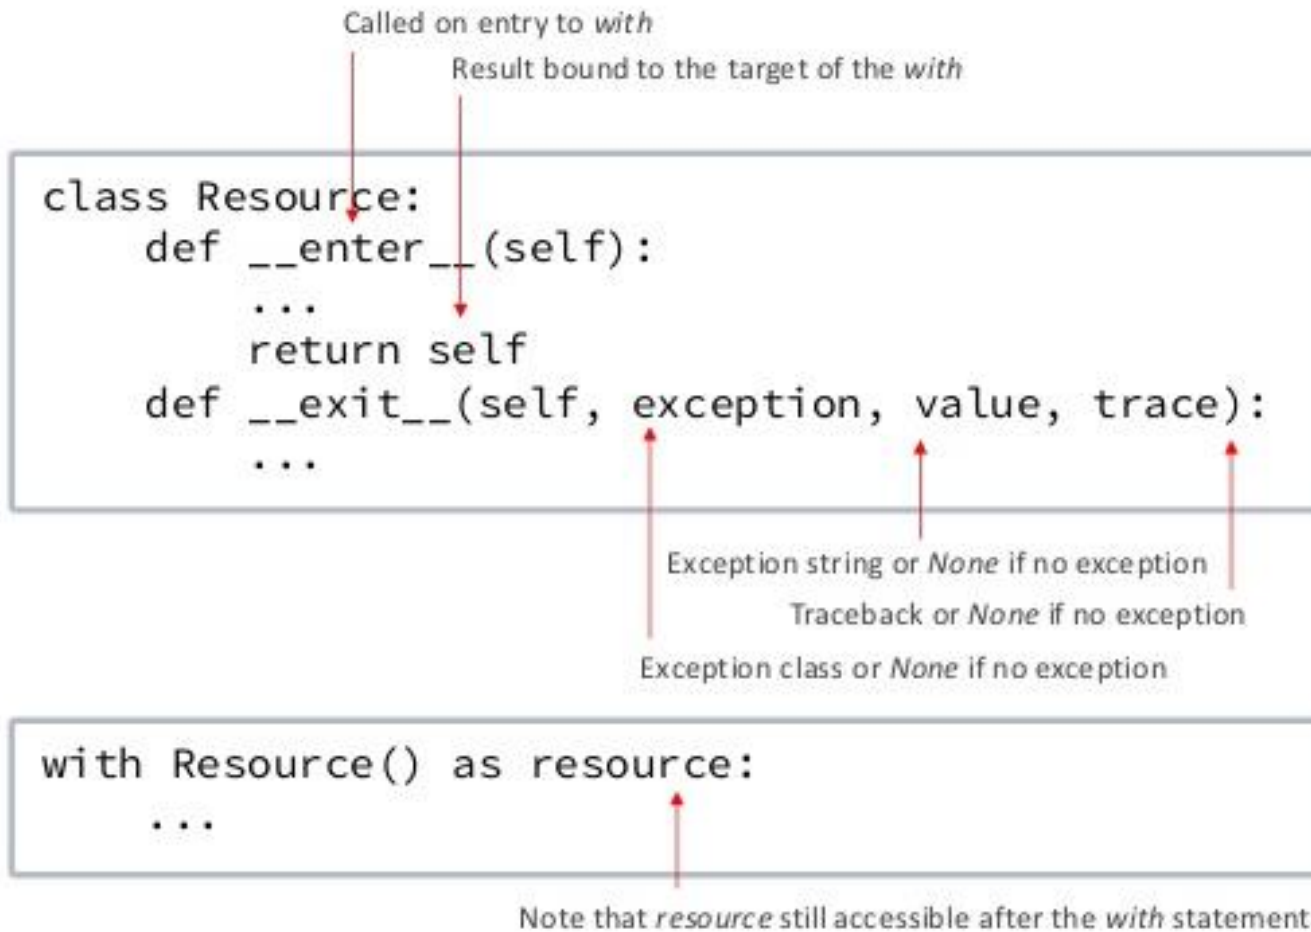 Called on entry to with
Result bound to the target of the with
class Resource:
    def __enter__(self):
        ...
        return self
    def __exit__(self, exception, value, trace):
        ...
Exception string or None if no exception
Traceback or None if no exception
Exception class or None if no exception
with Resource() as resource:
    ...
Note that resource still accessible after the with statement